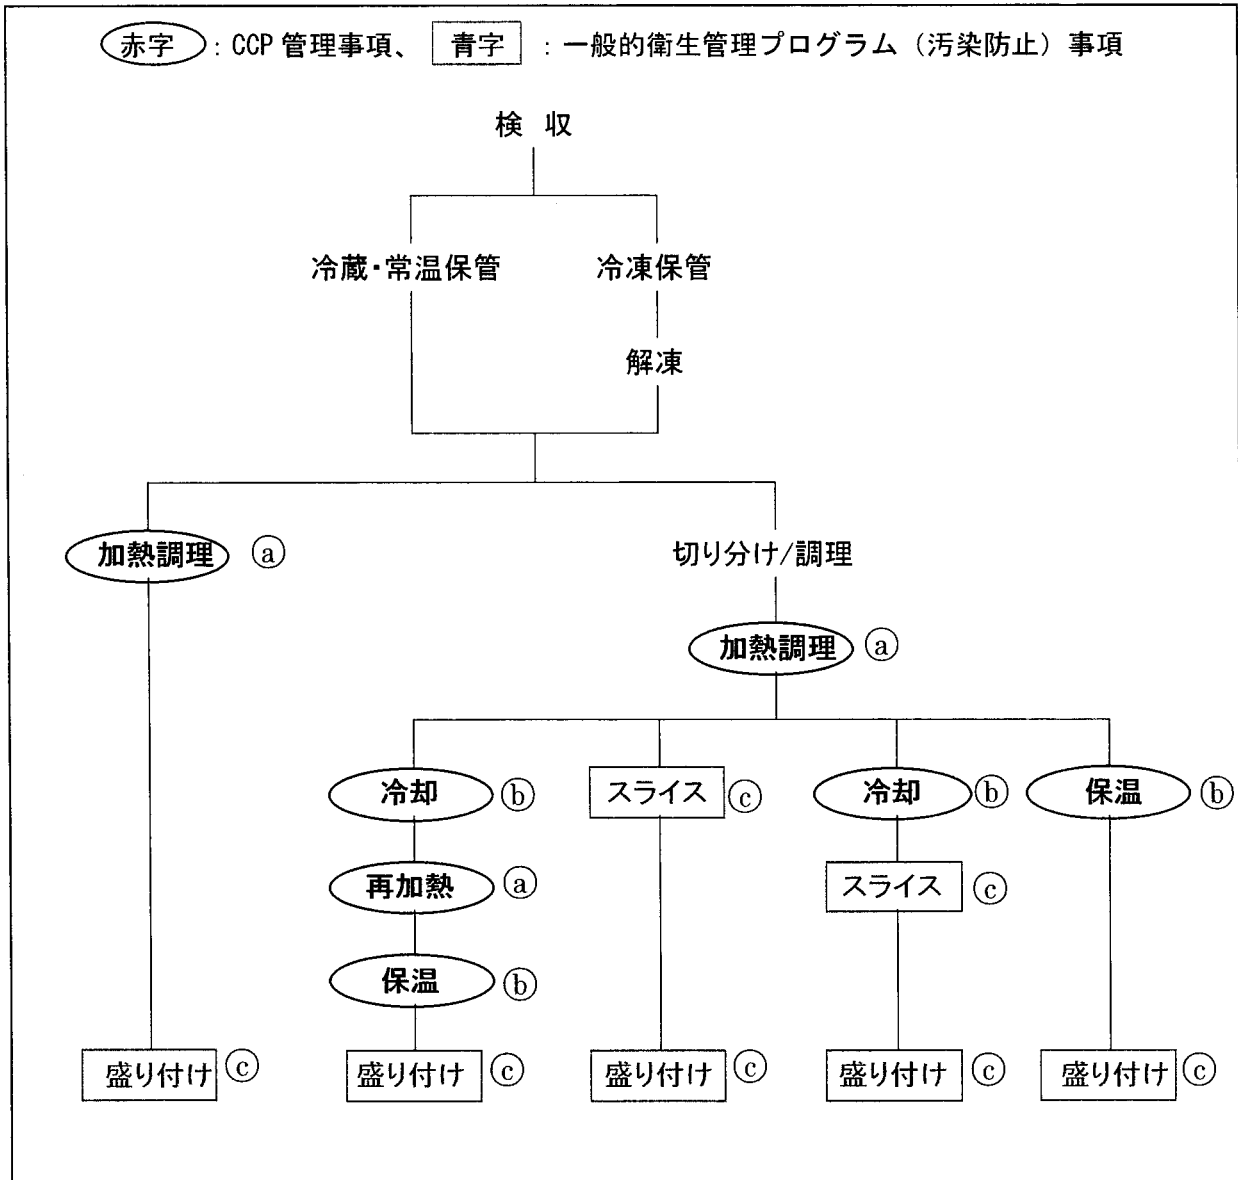 赤字：CCP管理事項、 青字：一般的衛生管理プログラム（汚染防止）事項
検 収
冷蔵・常温保管 冷凍保管
解凍
加熱調理 ⓐ 切り分け/調理
加熱調理 ⓐ
冷却 ⓑ スライス ⓒ 冷却 ⓑ 保温 ⓑ
再加熱 ⓐ スライス ⓒ
保温 ⓑ
盛り付け ⓒ 盛り付け ⓒ 盛り付け ⓒ 盛り付け ⓒ 盛り付け ⓒ